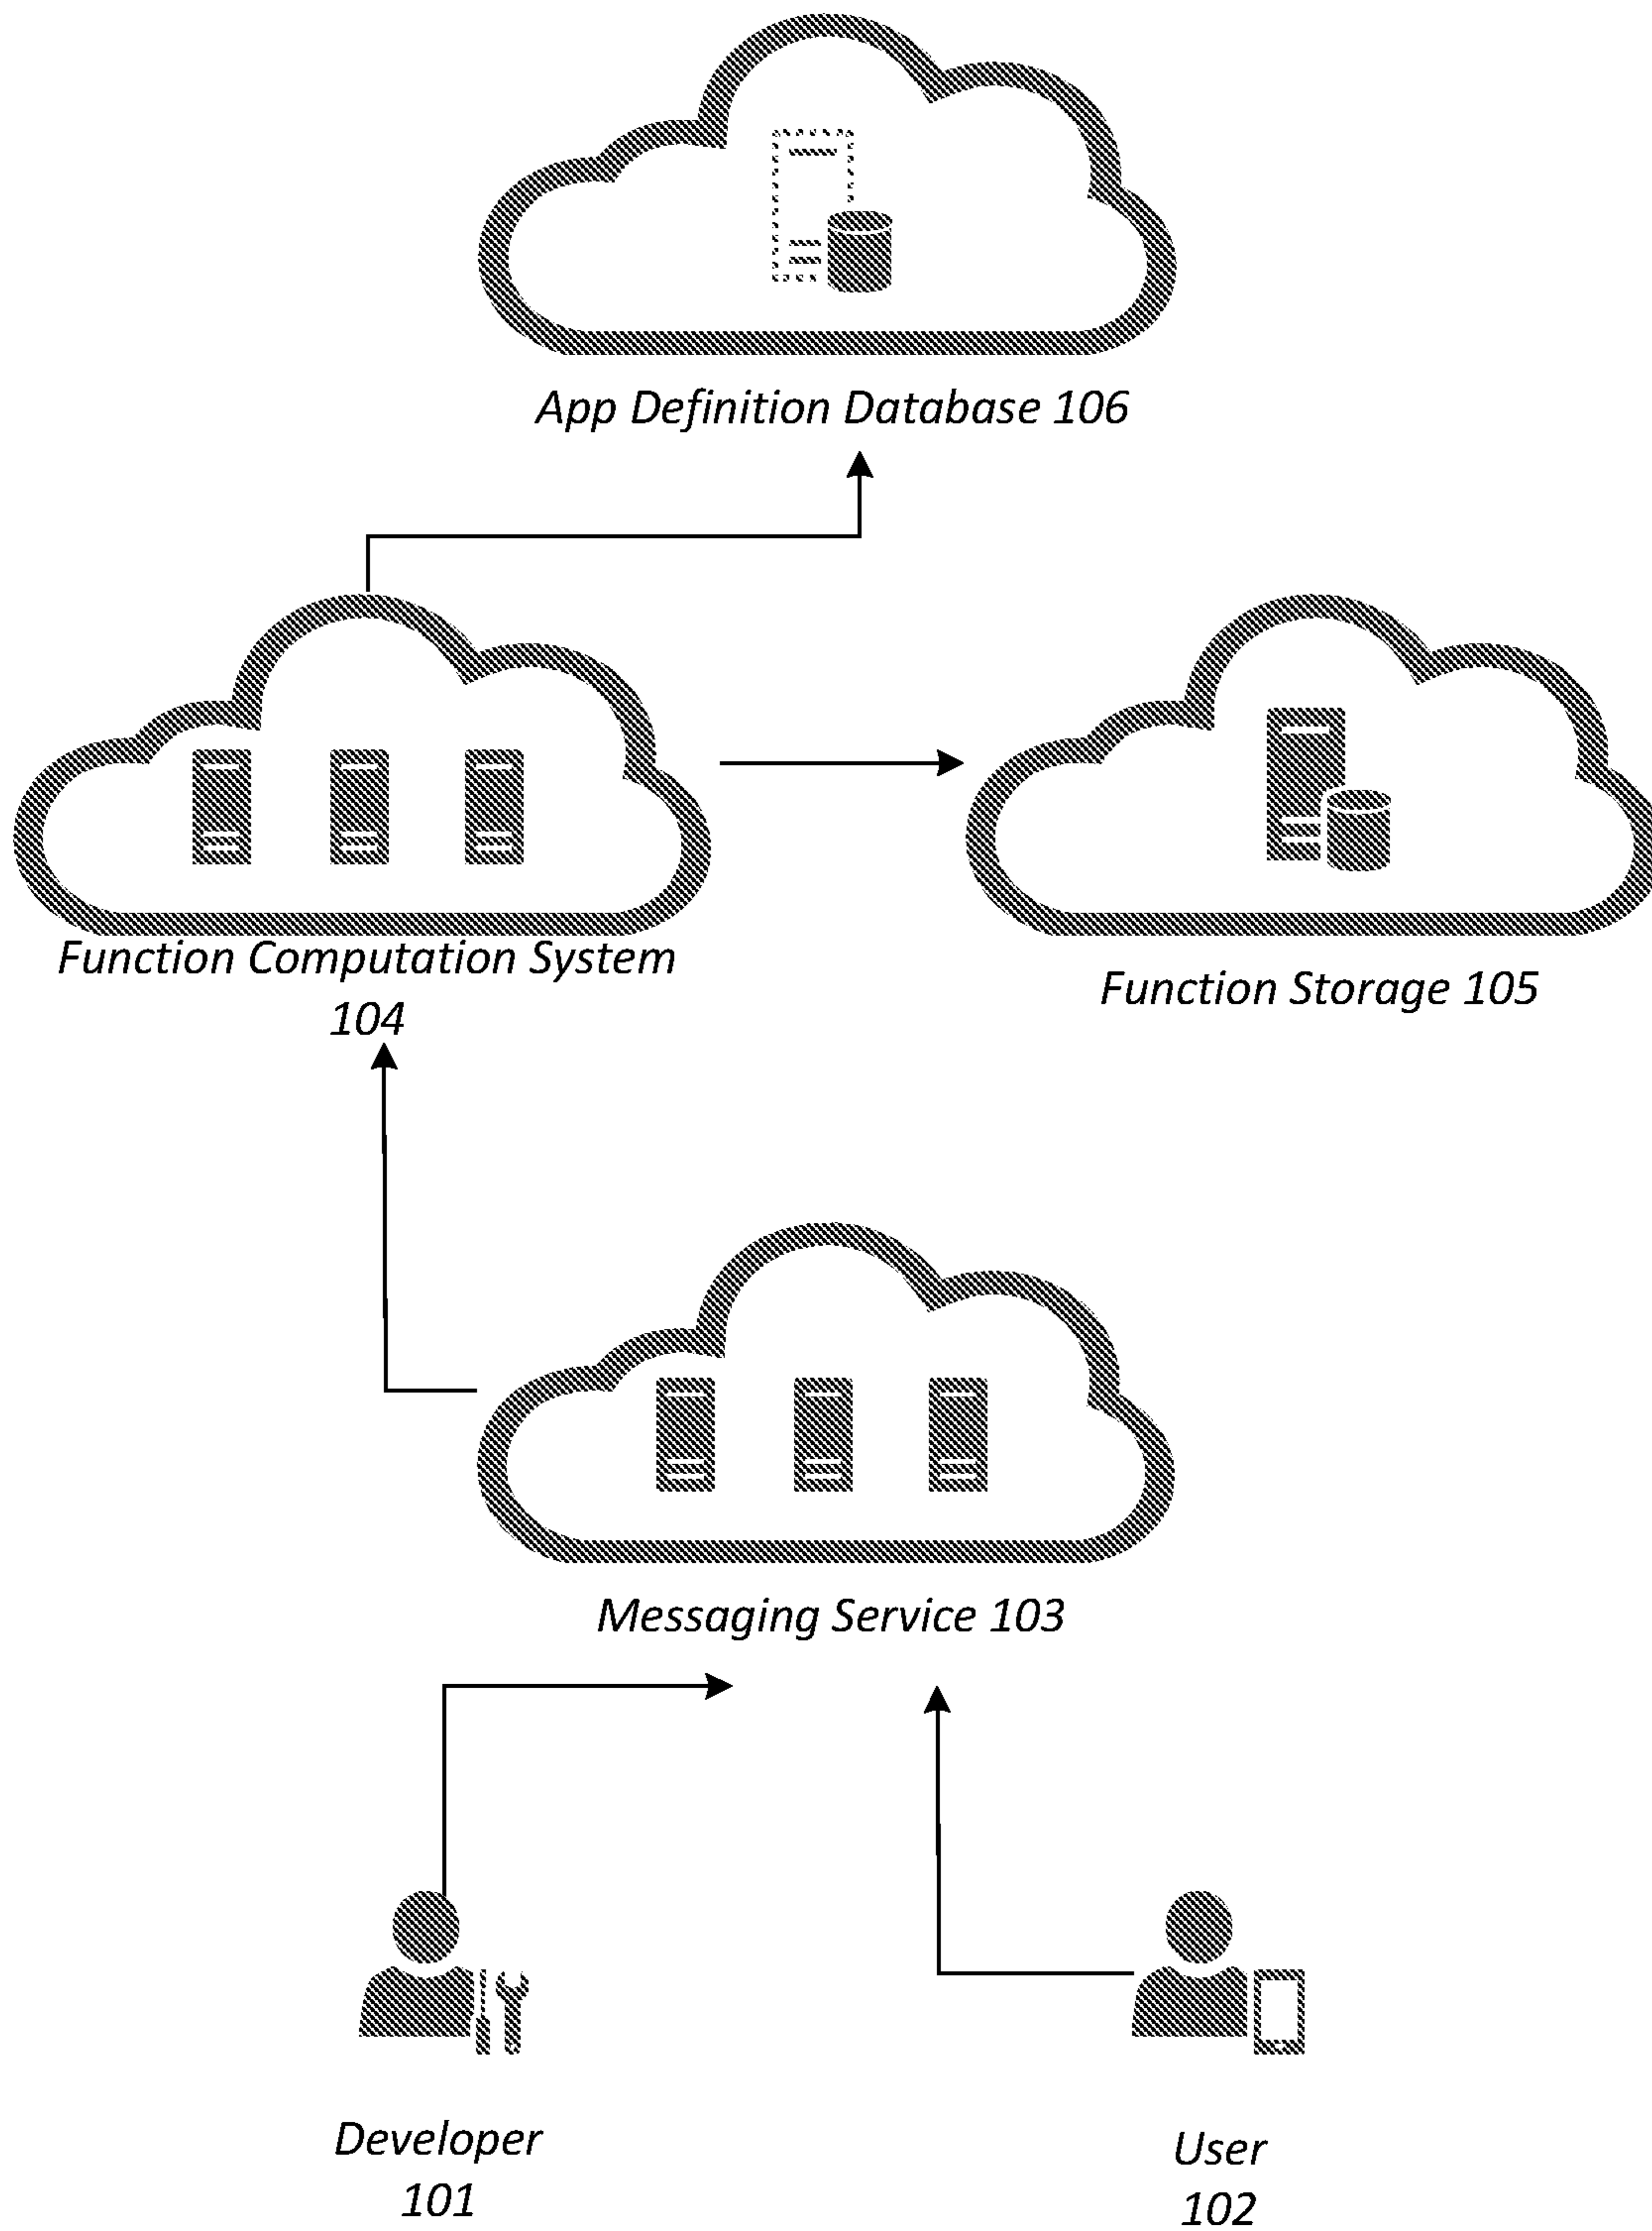 App Definition Database 106
Function Computation System
104
Function Storage 105
Messaging Service 103
Developer
101
User
102